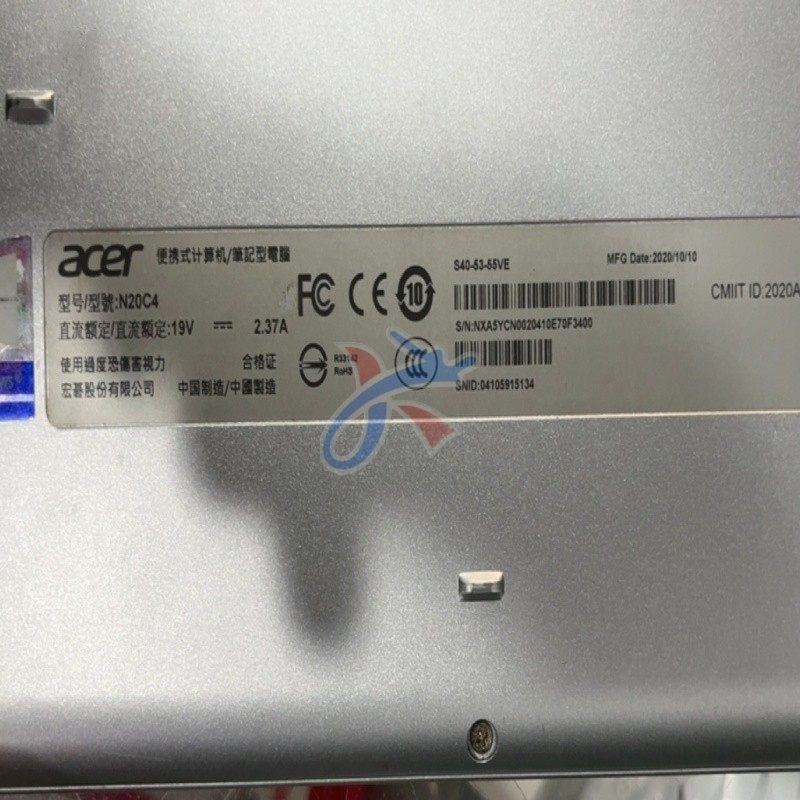 acer 便携式计算机/筆記型電腦
型号/型號:N20C4
直流额定/直流額定:19V ⎓ 2.37A
使用過度恐傷害視力 合格证
宏碁股份有限公司 中国制造/中國製造
FC CE 10
R33142
RoHS
CCC
S40-53-55VE MFG Date:2020/10/10
S/N:NXA5YCN0020410E70F3400
SNID:04105915134
CMIIT ID:2020A